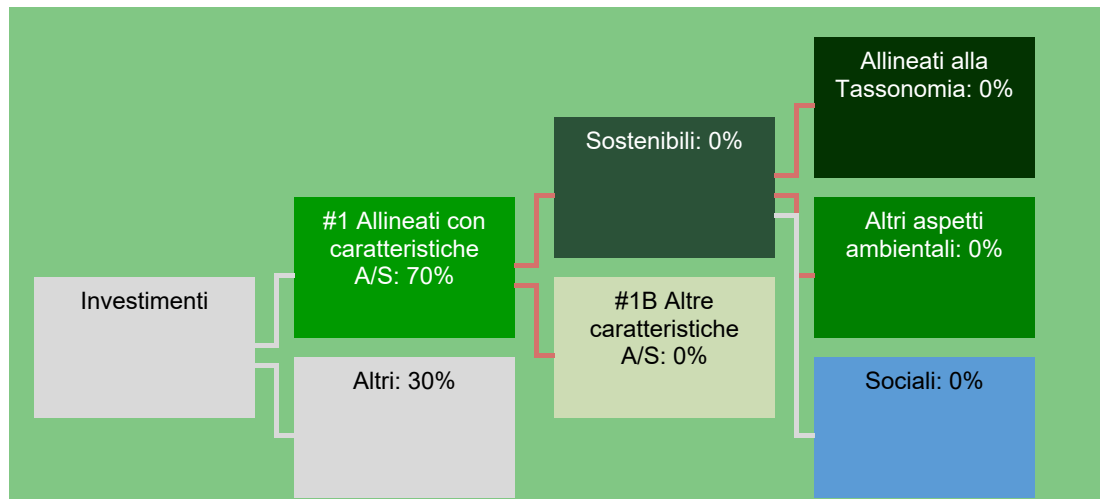 Investimenti
#1 Allineati con
caratteristiche
A/S: 70%
Altri: 30%
Sostenibili: 0%
#1B Altre
caratteristiche
A/S: 0%
Allineati alla
Tassonomia: 0%
Altri aspetti
ambientali: 0%
Sociali: 0%